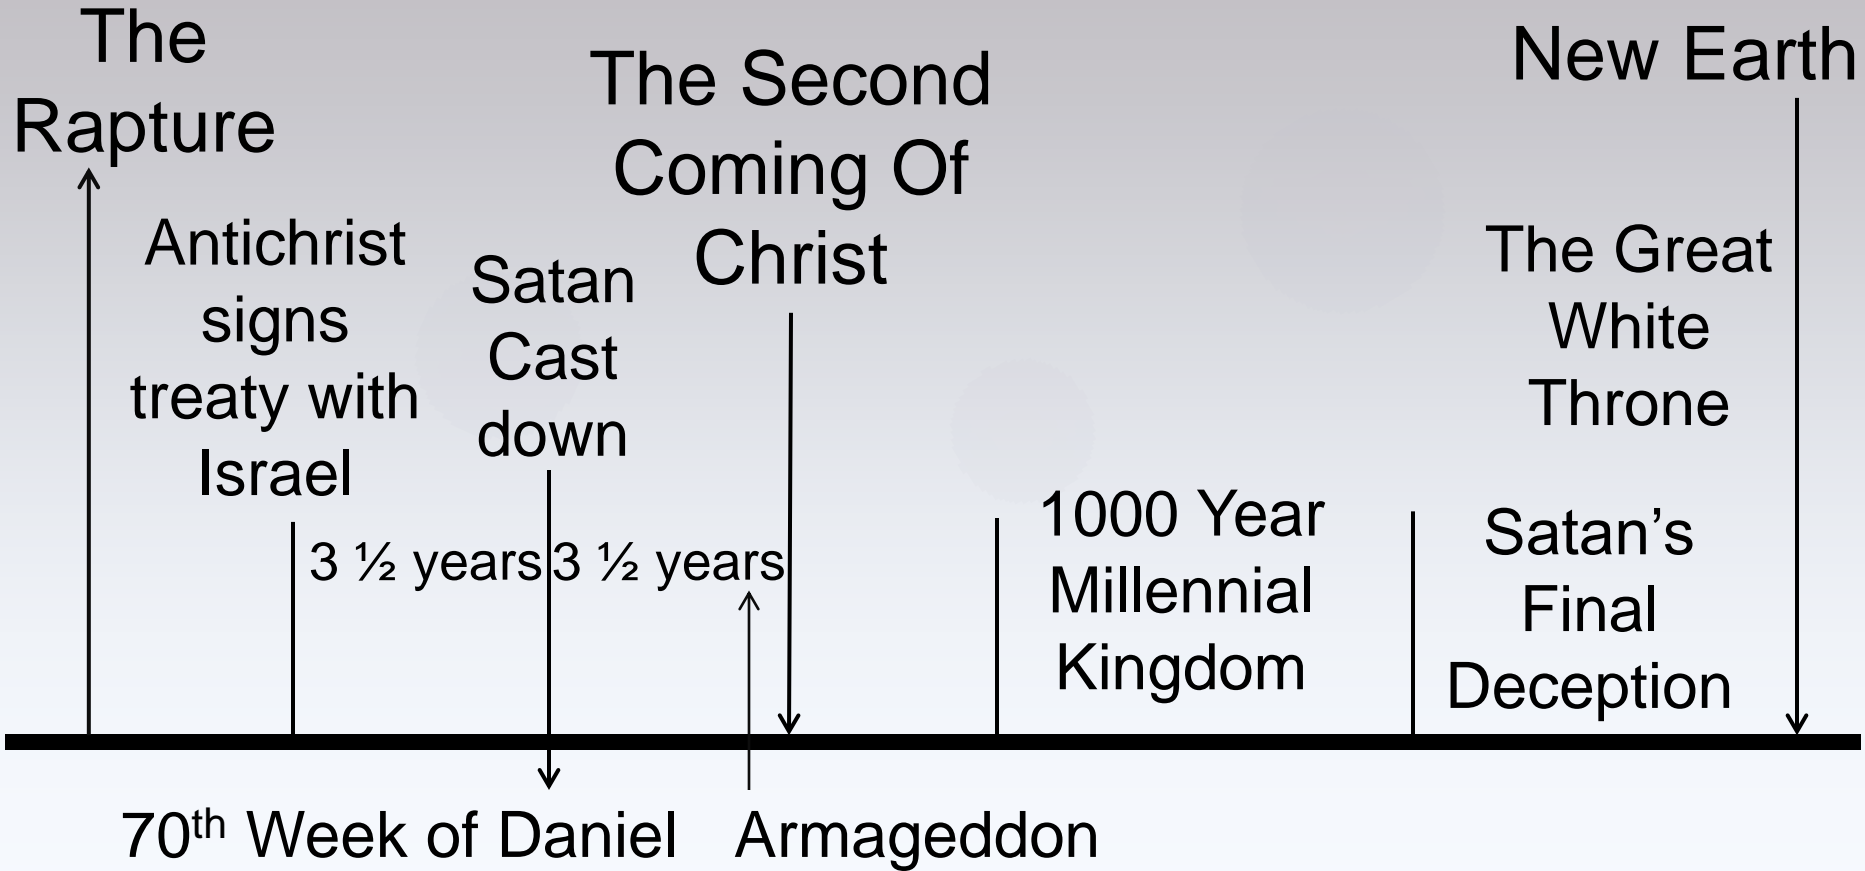 The
Rapture
Antichrist
signs
treaty with
Israel
3 ½ years
Satan
Cast
down
3 ½ years
The Second
Coming Of
Christ
1000 Year
Millennial
Kingdom
New Earth
The Great
White
Throne
Satan’s
Final
Deception
70th Week of Daniel
Armageddon